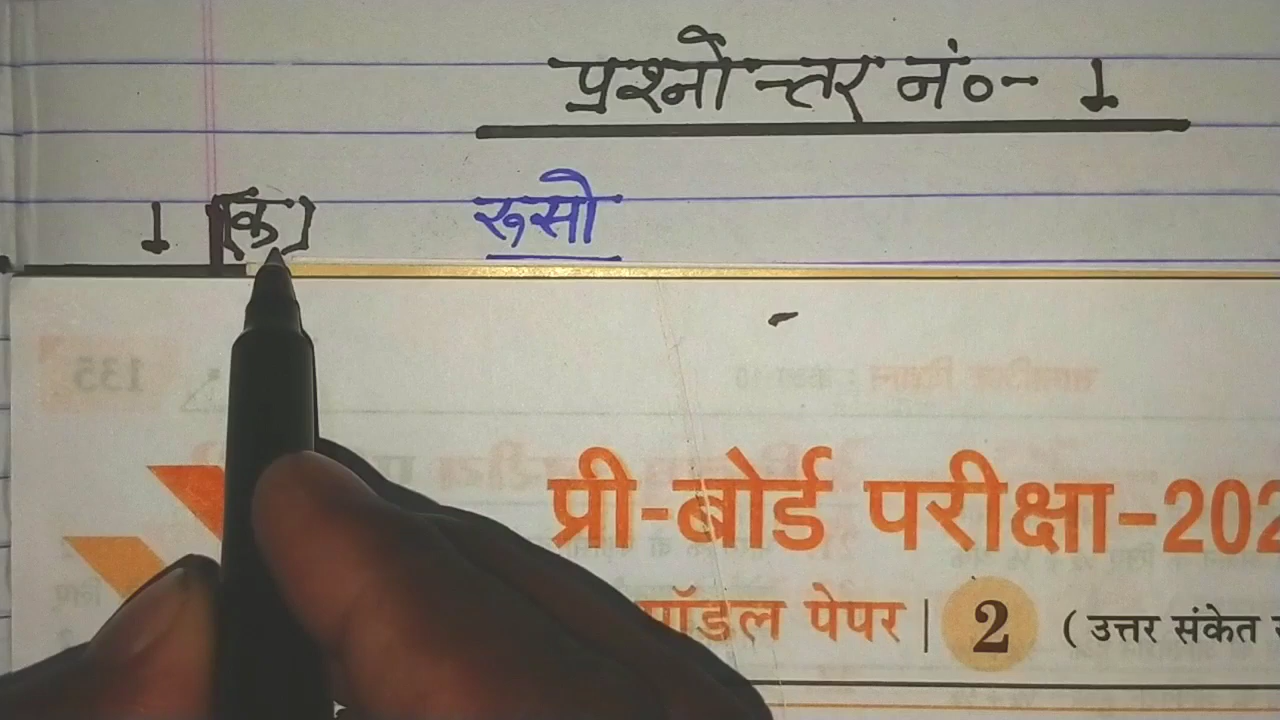 प्रश्नोत्तर नं०- 1
1 (क) रूसो
135
प्री-बोर्ड परीक्षा-202
मॉडल पेपर | 2 (उत्तर संकेत